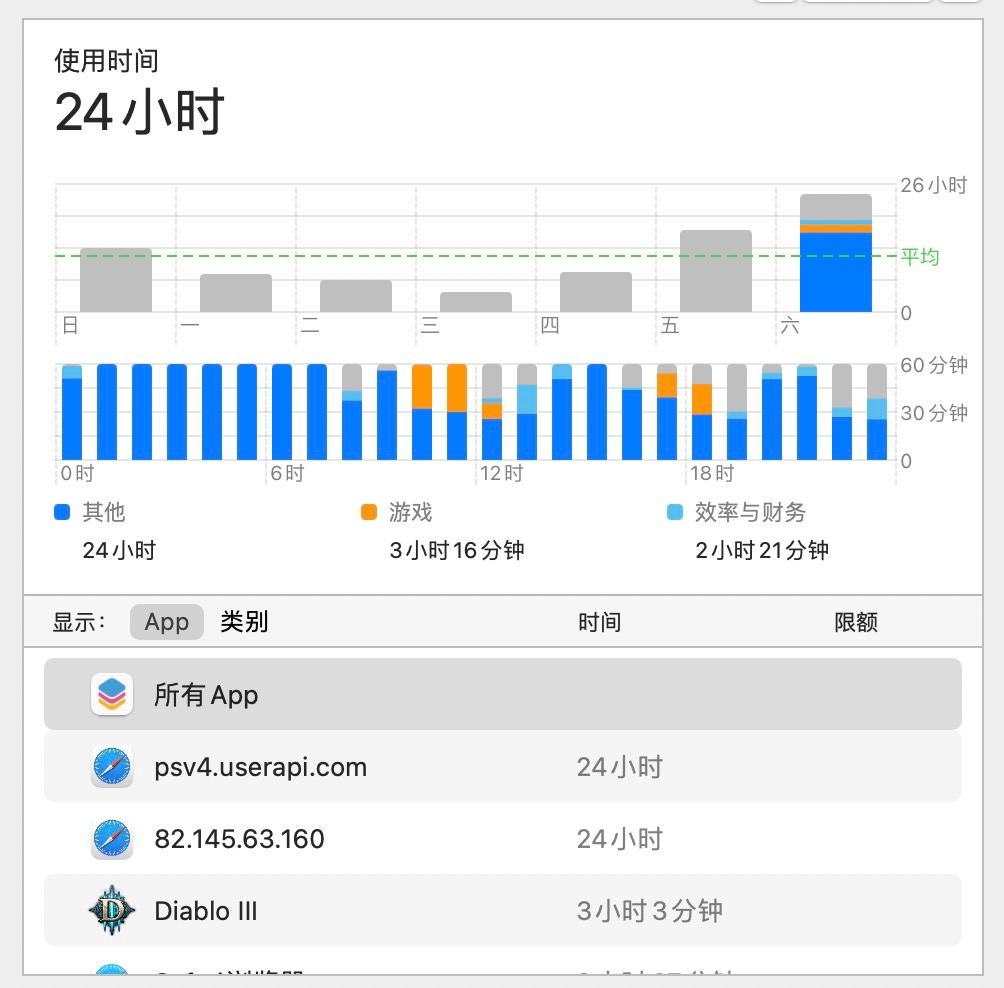 使用时间
24小时
26小时
平均
0
日 一 二 三 四 五 六
60分钟
30分钟
0
0时 6时 12时 18时
其他 游戏 效率与财务
24小时 3小时16分钟 2小时21分钟
显示： App 类别 时间 限额
所有App
psv4.userapi.com 24小时
82.145.63.160 24小时
Diablo III 3小时3分钟